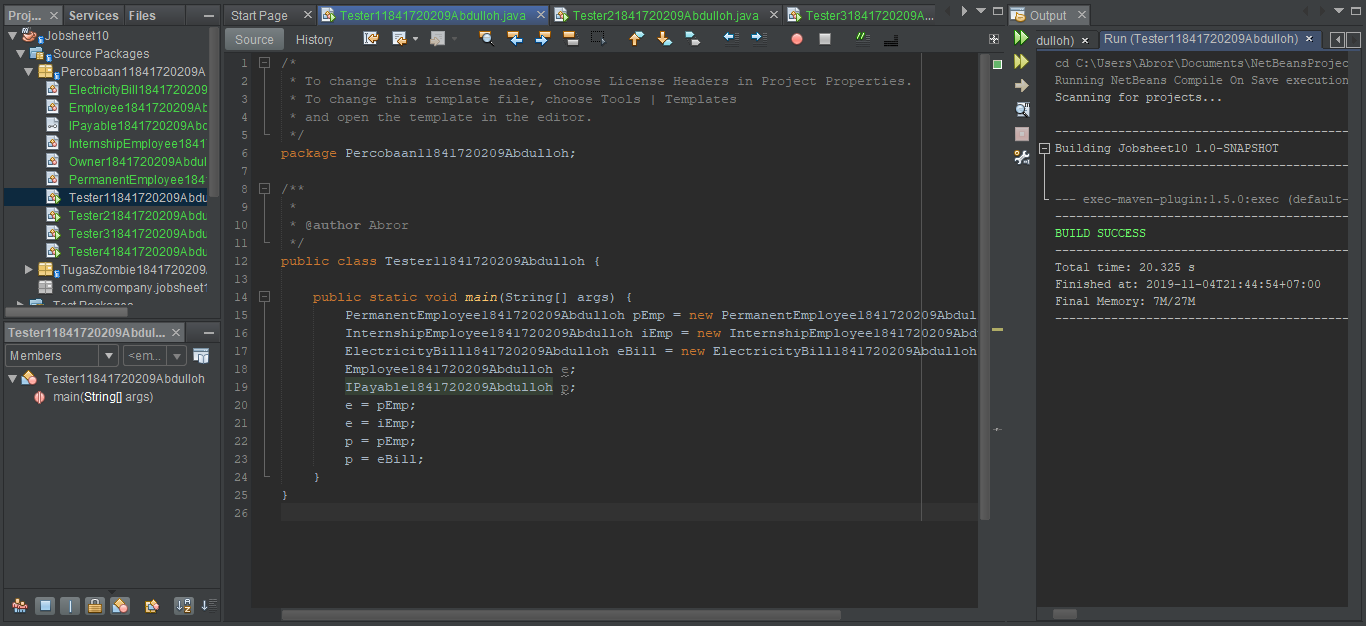 Proj...
Services
Files
Jobsheet10
Source Packages
Percobaan11841720209A
ElectricityBill1841720209
Employee1841720209Ab
IPayable1841720209Abc
InternshipEmployee1841
Owner1841720209Abdul
PermanentEmployee184
Tester11841720209Abdu
Tester21841720209Abdu
Tester31841720209Abdu
Tester41841720209Abdu
TugasZombie1841720209.
com.mycompany.jobsheet1
Test Packages
Tester11841720209Abdul...
Members
<em...
Tester11841720209Abdulloh
main(String[] args)
Start Page
Tester11841720209Abdulloh.java
Tester21841720209Abdulloh.java
Tester31841720209A...
Source
History
1 /*
2 * To change this license header, choose License Headers in Project Properties.
3 * To change this template file, choose Tools | Templates
4 * and open the template in the editor.
5 */
6 package Percobaan11841720209Abdulloh;
7
8 /**
9 *
10 * @author Abror
11 */
12 public class Tester11841720209Abdulloh {
13
14 public static void main(String[] args) {
15 PermanentEmployee1841720209Abdulloh pEmp = new PermanentEmployee1841720209Abdul
16 InternshipEmployee1841720209Abdulloh iEmp = new InternshipEmployee1841720209Abd
17 ElectricityBill1841720209Abdulloh eBill = new ElectricityBill1841720209Abdulloh
18 Employee1841720209Abdulloh e;
19 IPayable1841720209Abdulloh p;
20 e = pEmp;
21 e = iEmp;
22 p = pEmp;
23 p = eBill;
24 }
25 }
26
Output
dulloh)
Run (Tester11841720209Abdulloh)
cd C:\Users\Abror\Documents\NetBeansProjec
Running NetBeans Compile On Save execution
Scanning for projects...
------------------------------------------
Building Jobsheet10 1.0-SNAPSHOT
------------------------------------------
--- exec-maven-plugin:1.5.0:exec (default-
------------------------------------------
BUILD SUCCESS
------------------------------------------
Total time: 20.325 s
Finished at: 2019-11-04T21:44:54+07:00
Final Memory: 7M/27M
------------------------------------------